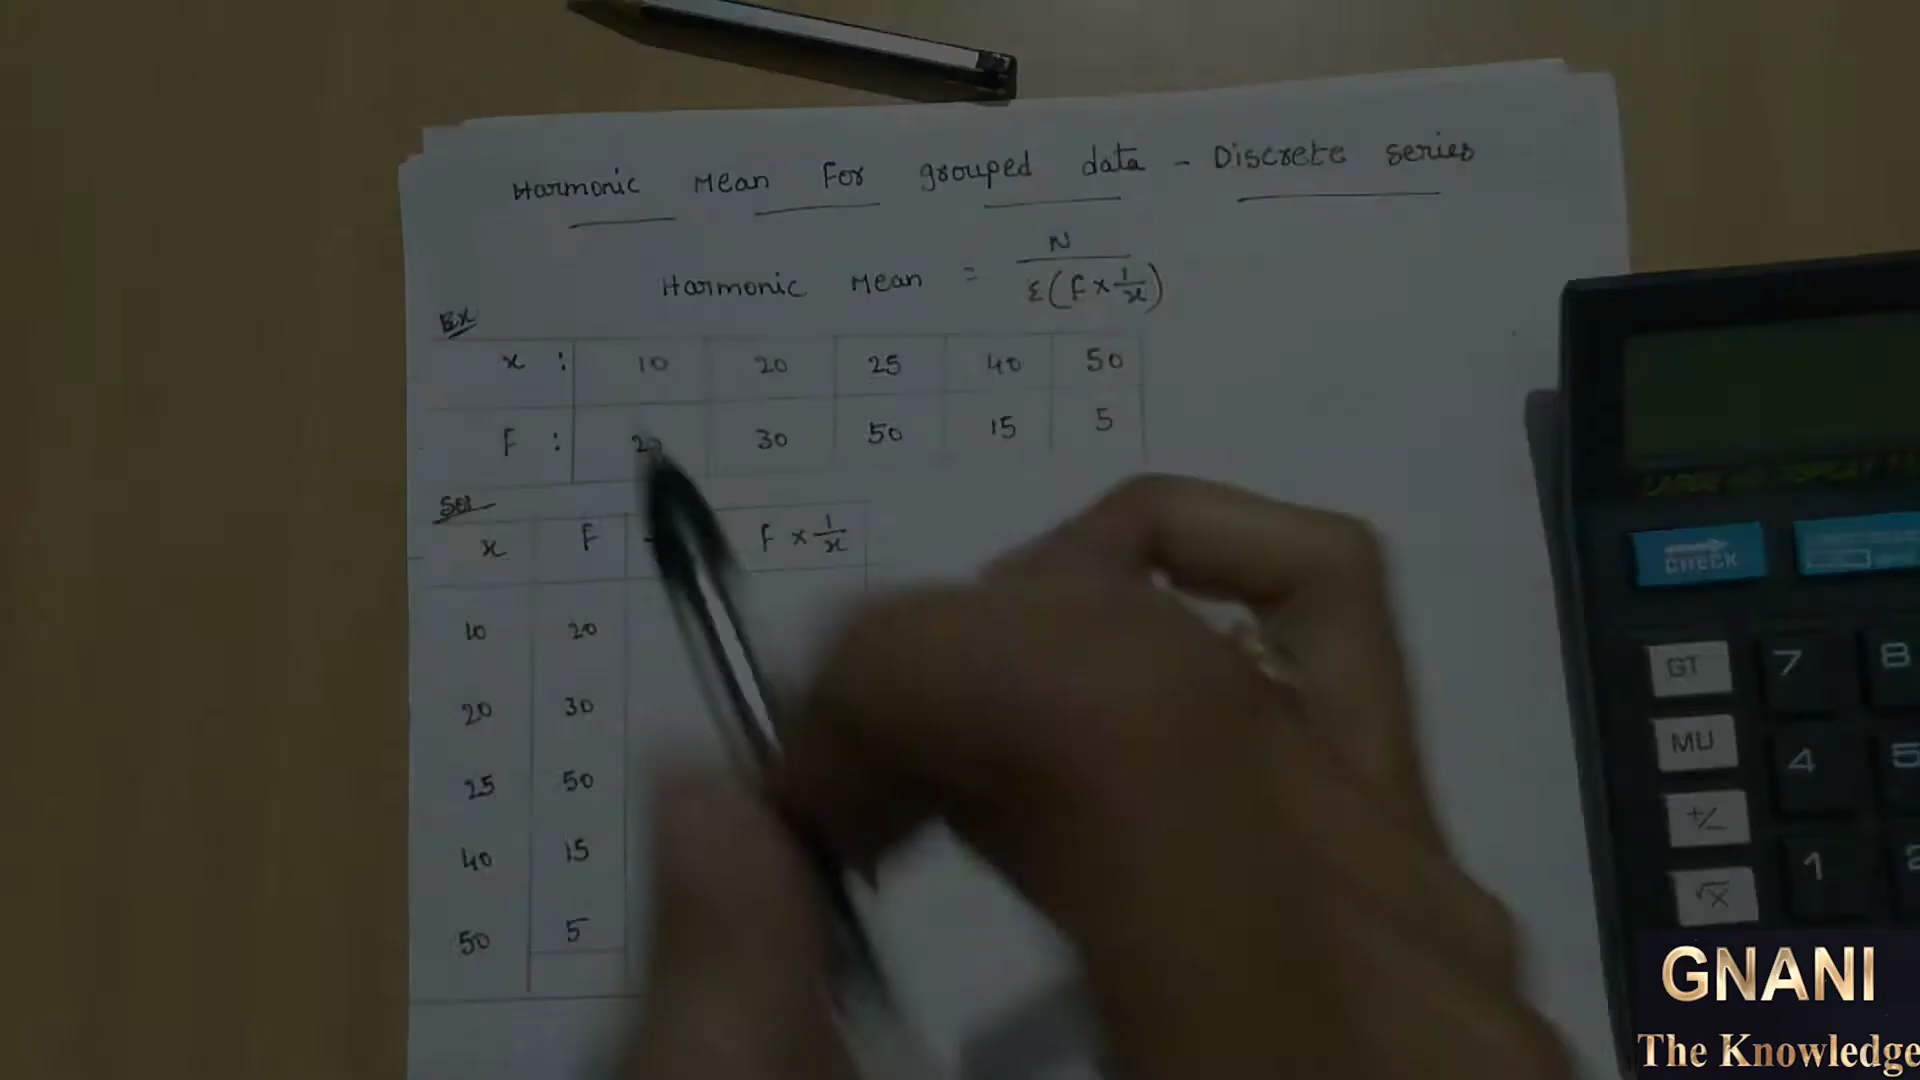 Harmonic Mean For grouped data - Discrete series
Harmonic Mean = N / Σ(F × 1/x)
Ex
x : 10 20 25 40 50
F : 20 30 50 15 5
Sol
x F F × 1/x
10 20
20 30
25 50
40 15
50 5
CHECK
GT 7 8
MU 4 5
+/- 1 2
√x
GNANI
The Knowledge